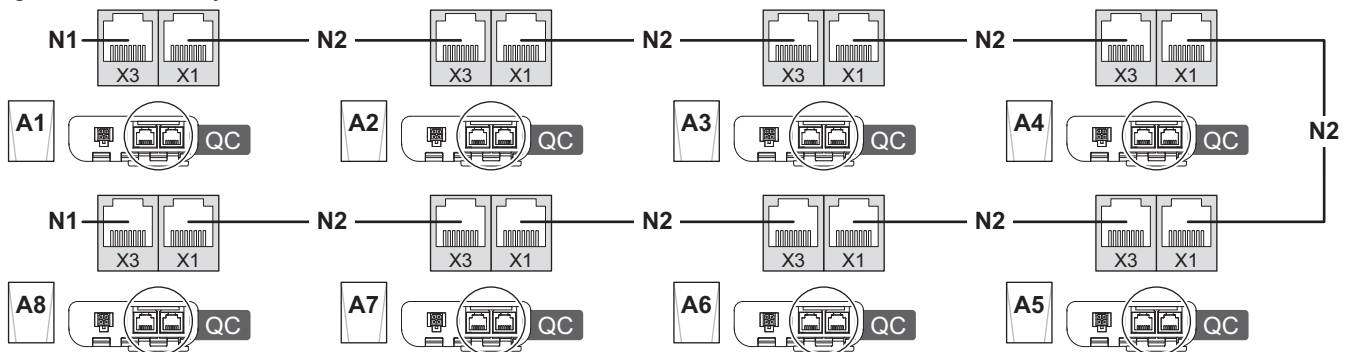 N1 N2 N2 N2
X3 X1 X3 X1 X3 X1 X3 X1
A1 QC A2 QC A3 QC A4 QC N2
N1 N2 N2 N2
X3 X1 X3 X1 X3 X1 X3 X1
A8 QC A7 QC A6 QC A5 QC